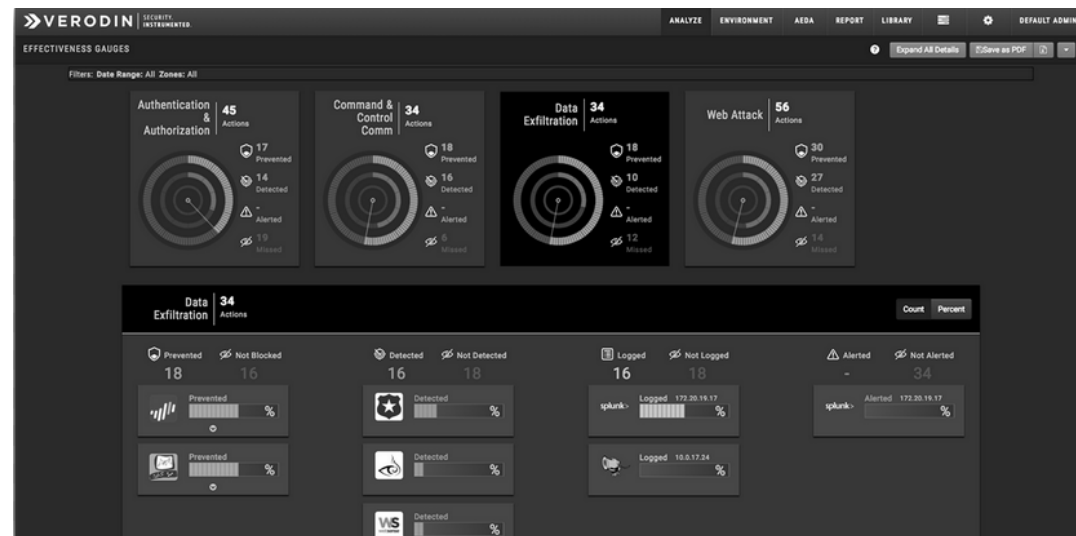 VERODIN SECURITY. INSTRUMENTED.
ANALYZE ENVIRONMENT AEDA REPORT LIBRARY DEFAULT ADMIN
EFFECTIVENESS GAUGES
Expand All Details Save as PDF
Filters: Date Range: All Zones: All
Authentication & Authorization
45 Actions
17 Prevented
14 Detected
- Alerted
19 Missed
Command & Control Comm
34 Actions
18 Prevented
16 Detected
- Alerted
6 Missed
Data Exfiltration
34 Actions
18 Prevented
10 Detected
- Alerted
12 Missed
Web Attack
56 Actions
30 Prevented
27 Detected
- Alerted
14 Missed
Data Exfiltration
34 Actions
Count Percent
Prevented Not Blocked
18 16
Prevented
%
Prevented
%
Detected Not Detected
16 18
Detected
%
Detected
%
WS
Detected
%
Logged Not Logged
16 18
splunk> Logged 172.20.19.17
%
Logged 10.0.17.24
%
Alerted Not Alerted
- 34
splunk> Alerted 172.20.19.17
%